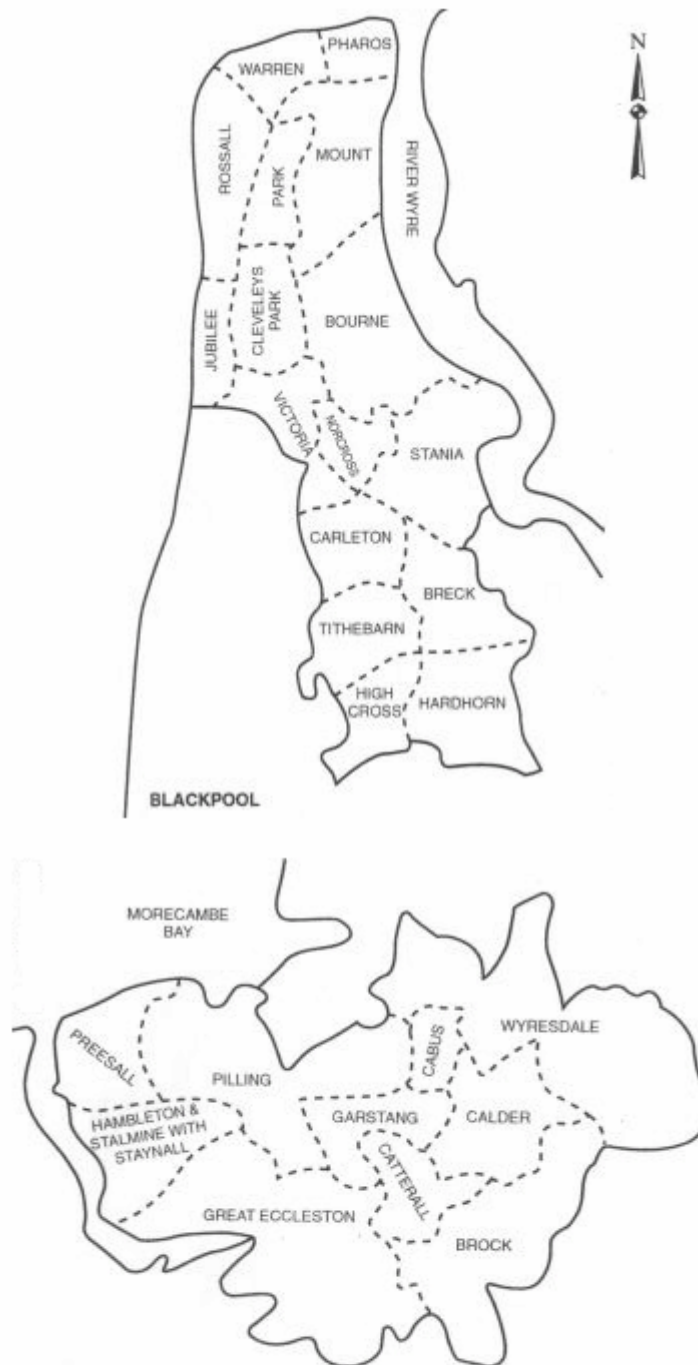 PHAROS
N
WARREN
MOUNT
ROSSALL
PARK
RIVER WYRE
CLEVELEYS
PARK
JUBILEE
BOURNE
VICTORIA
NORCROSS
STANIA
CARLETON
BRECK
TITHEBARN
HIGH
CROSS
HARDHORN
BLACKPOOL
MORECAMBE
BAY
WYRESDALE
CABUS
PREESALL
PILLING
GARSTANG
CALDER
HAMBLETON &
STALMINE WITH
STAYNALL
CATTERALL
GREAT ECCLESTON
BROCK